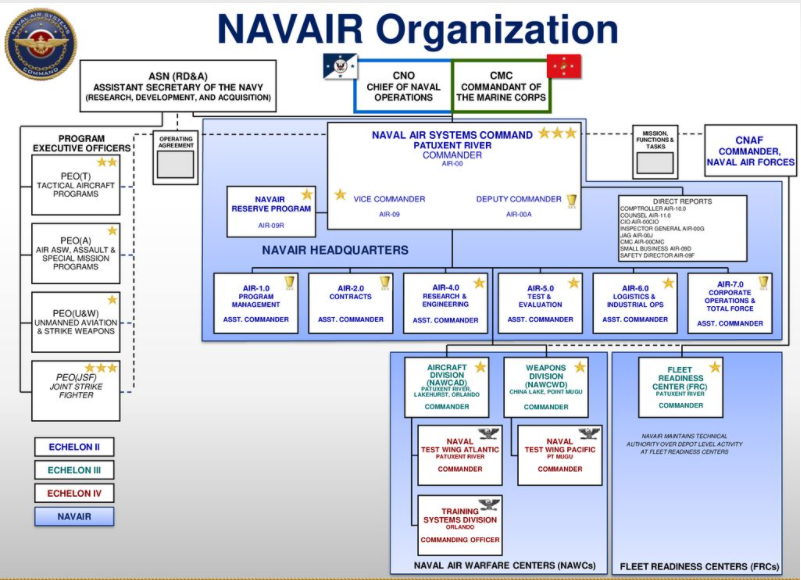 NAVAIR Organization
NAVAL AIR SYSTEMS
COMMAND
ASN (RD&A)
ASSISTANT SECRETARY OF THE NAVY
(RESEARCH, DEVELOPMENT, AND ACQUISITION)
CNO
CHIEF OF NAVAL
OPERATIONS
CMC
COMMANDANT OF
THE MARINE CORPS
PROGRAM
EXECUTIVE OFFICERS
OPERATING
AGREEMENT
NAVAL AIR SYSTEMS COMMAND
PATUXENT RIVER
COMMANDER
AIR-00
VICE COMMANDER
AIR-09
DEPUTY COMMANDER
AIR-00A
MISSION,
FUNCTIONS &
TASKS
CNAF
COMMANDER,
NAVAL AIR FORCES
PEO(T)
TACTICAL AIRCRAFT
PROGRAMS
PEO(A)
AIR ASW, ASSAULT &
SPECIAL MISSION
PROGRAMS
PEO(U&W)
UNMANNED AVIATION
& STRIKE WEAPONS
PEO(JSF)
JOINT STRIKE
FIGHTER
NAVAIR
RESERVE PROGRAM
AIR-09R
DIRECT REPORTS
COMPTROLLER AIR-10.0
COUNSEL AIR-11.0
CIO AIR-00CIO
INSPECTOR GENERAL AIR-00G
JAG AIR-00J
CMC AIR-00CMC
SMALL BUSINESS AIR-09D
SAFETY DIRECTOR AIR-09F
NAVAIR HEADQUARTERS
AIR-1.0
PROGRAM
MANAGEMENT
ASST. COMMANDER
AIR-2.0
CONTRACTS
ASST. COMMANDER
AIR-4.0
RESEARCH &
ENGINEERING
ASST. COMMANDER
AIR-5.0
TEST &
EVALUATION
ASST. COMMANDER
AIR-6.0
LOGISTICS &
INDUSTRIAL OPS
ASST. COMMANDER
AIR-7.0
CORPORATE
OPERATIONS &
TOTAL FORCE
ASST. COMMANDER
AIRCRAFT
DIVISION
(NAWCAD)
PATUXENT RIVER,
LAKEHURST, ORLANDO
COMMANDER
WEAPONS
DIVISION
(NAWCWD)
CHINA LAKE, POINT MUGU
COMMANDER
FLEET
READINESS
CENTER (FRC)
PATUXENT RIVER
COMMANDER
NAVAL
TEST WING ATLANTIC
PATUXENT RIVER
COMMANDER
NAVAL
TEST WING PACIFIC
PT MUGU
COMMANDER
NAVAIR MAINTAINS TECHNICAL
AUTHORITY OVER DEPOT LEVEL ACTIVITY
AT FLEET READINESS CENTERS
TRAINING
SYSTEMS DIVISION
ORLANDO
COMMANDING OFFICER
ECHELON II
ECHELON III
ECHELON IV
NAVAIR
NAVAL AIR WARFARE CENTERS (NAWCs)
FLEET READINESS CENTERS (FRCs)